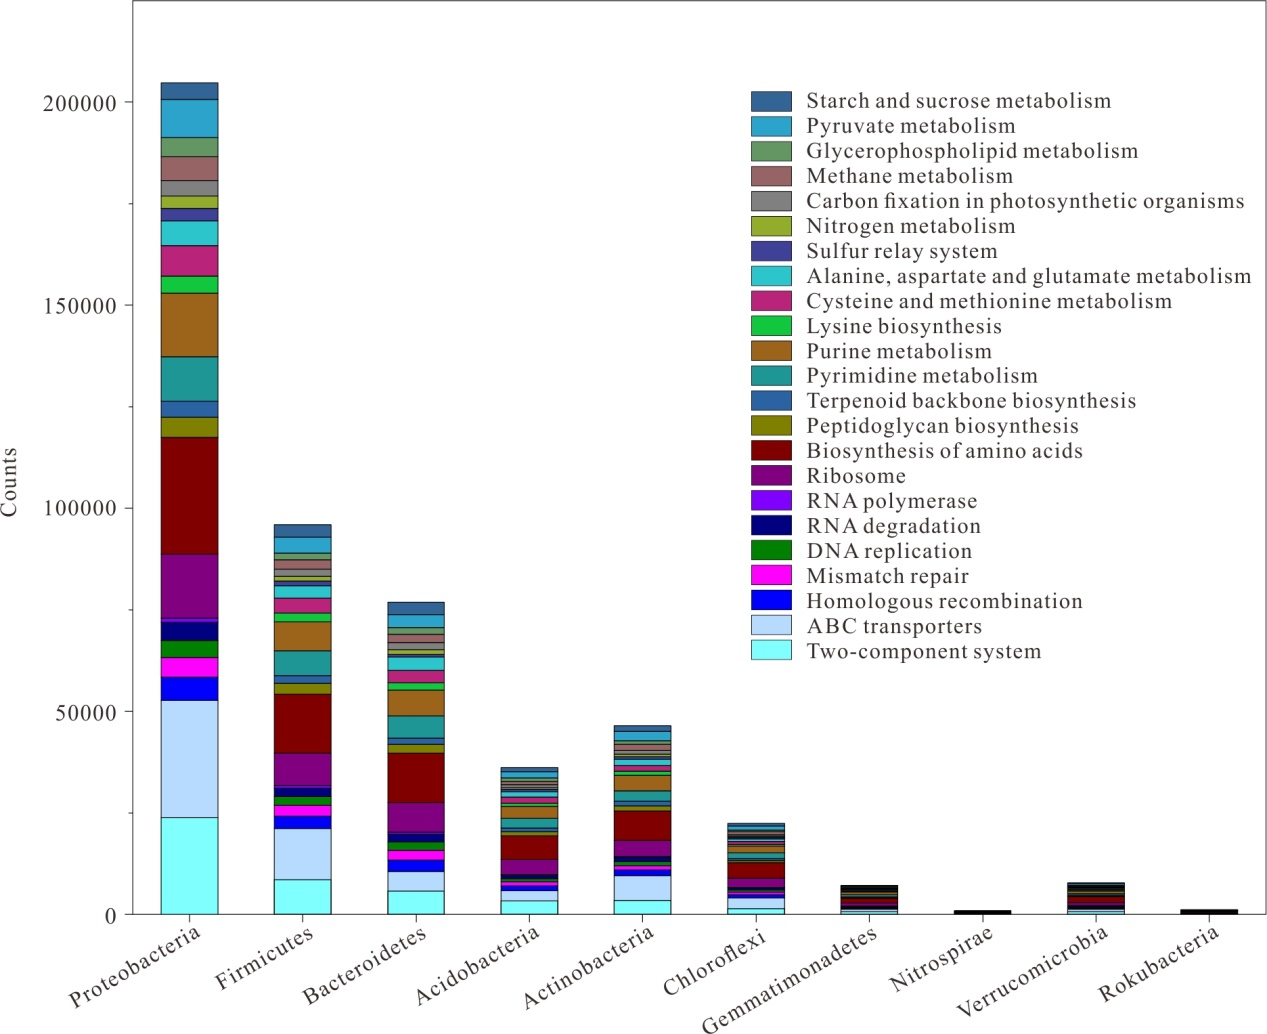 200000
150000
100000
50000
0
Counts
Starch and sucrose metabolism
Pyruvate metabolism
Glycerophospholipid metabolism
Methane metabolism
Carbon fixation in photosynthetic organisms
Nitrogen metabolism
Sulfur relay system
Alanine, aspartate and glutamate metabolism
Cysteine and methionine metabolism
Lysine biosynthesis
Purine metabolism
Pyrimidine metabolism
Terpenoid backbone biosynthesis
Peptidoglycan biosynthesis
Biosynthesis of amino acids
Ribosome
RNA polymerase
RNA degradation
DNA replication
Mismatch repair
Homologous recombination
ABC transporters
Two-component system
Proteobacteria
Firmicutes
Bacteroidetes
Acidobacteria
Actinobacteria
Chloroflexi
Gemmatimonadetes
Nitrospirae
Verrucomicrobia
Rokubacteria